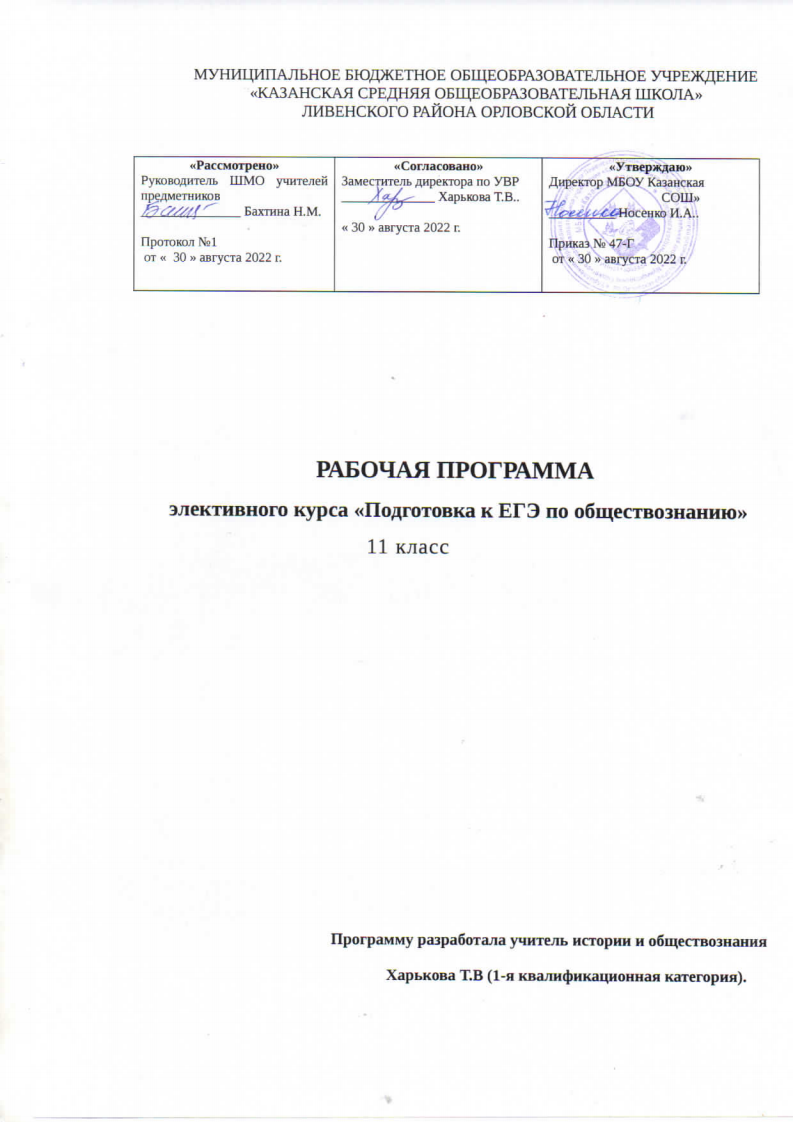 МУНИЦИПАЛЬНОЕ БЮДЖЕТНОЕ ОБЩЕОБРАЗОВАТЕЛЬНОЕ УЧРЕЖДЕНИЕ
«КАЗАНСКАЯ СРЕДНЯЯ ОБЩЕОБРАЗОВАТЕЛЬНАЯ ШКОЛА»
ЛИВЕНСКОГО РАЙОНА ОРЛОВСКОЙ ОБЛАСТИ
«Рассмотрено»
Руководитель ШМО учителей
предметников
Бахтина Н.М.
Протокол №1
от « 30 » августа 2022 г.
«Согласовано»
Заместитель директора по УВР
Харькова Т.В..
« 30 » августа 2022 г.
«Утверждаю»
Директор МБОУ Казанская
СОШ»
Носенко И.А..
Приказ № 47-Г
от « 30 » августа 2022 г.
РАБОЧАЯ ПРОГРАММА
элективного курса «Подготовка к ЕГЭ по обществознанию»
11 класс
Программу разработала учитель истории и обществознания
Харькова Т.В (1-я квалификационная категория).